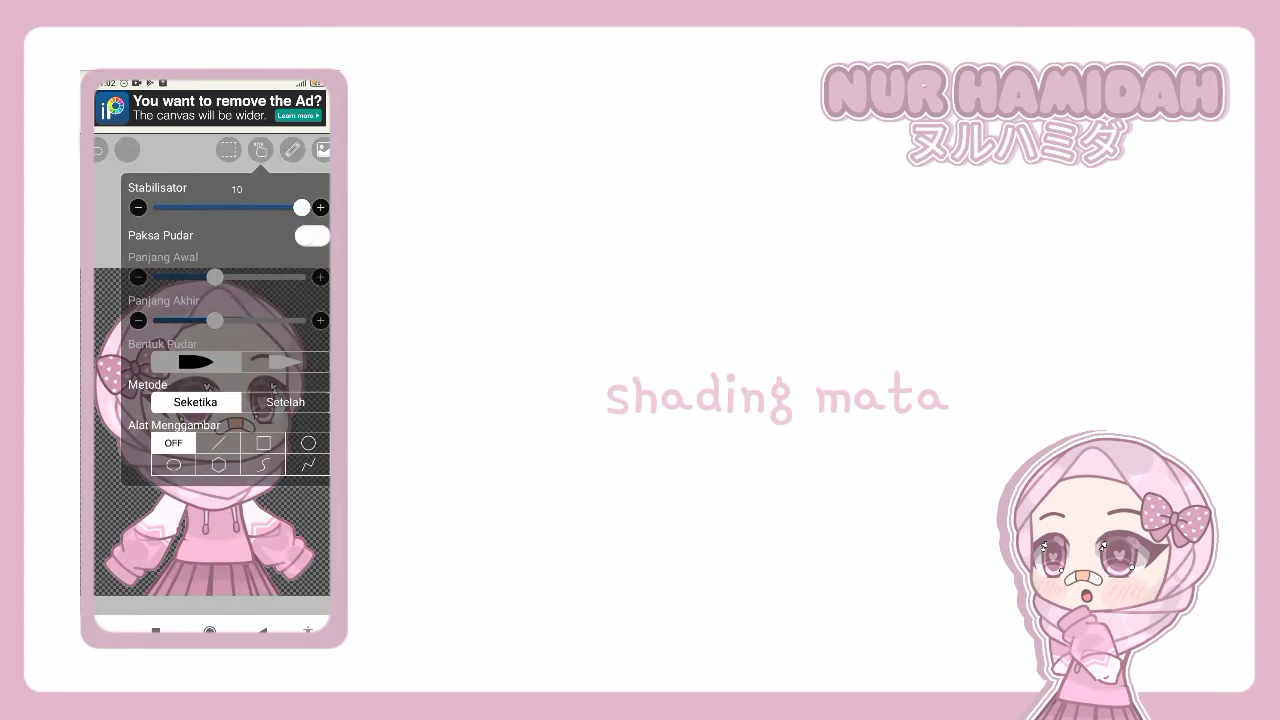 :02
You want to remove the Ad?
The canvas will be wider. Learn more
Stabilisator 10
Paksa Pudar
Panjang Awal
Panjang Akhir
Bentuk Pudar
Metode
Seketika Setelah
Alat Menggambar
OFF
NUR HAMIDAH
ヌルハミダ
shading mata